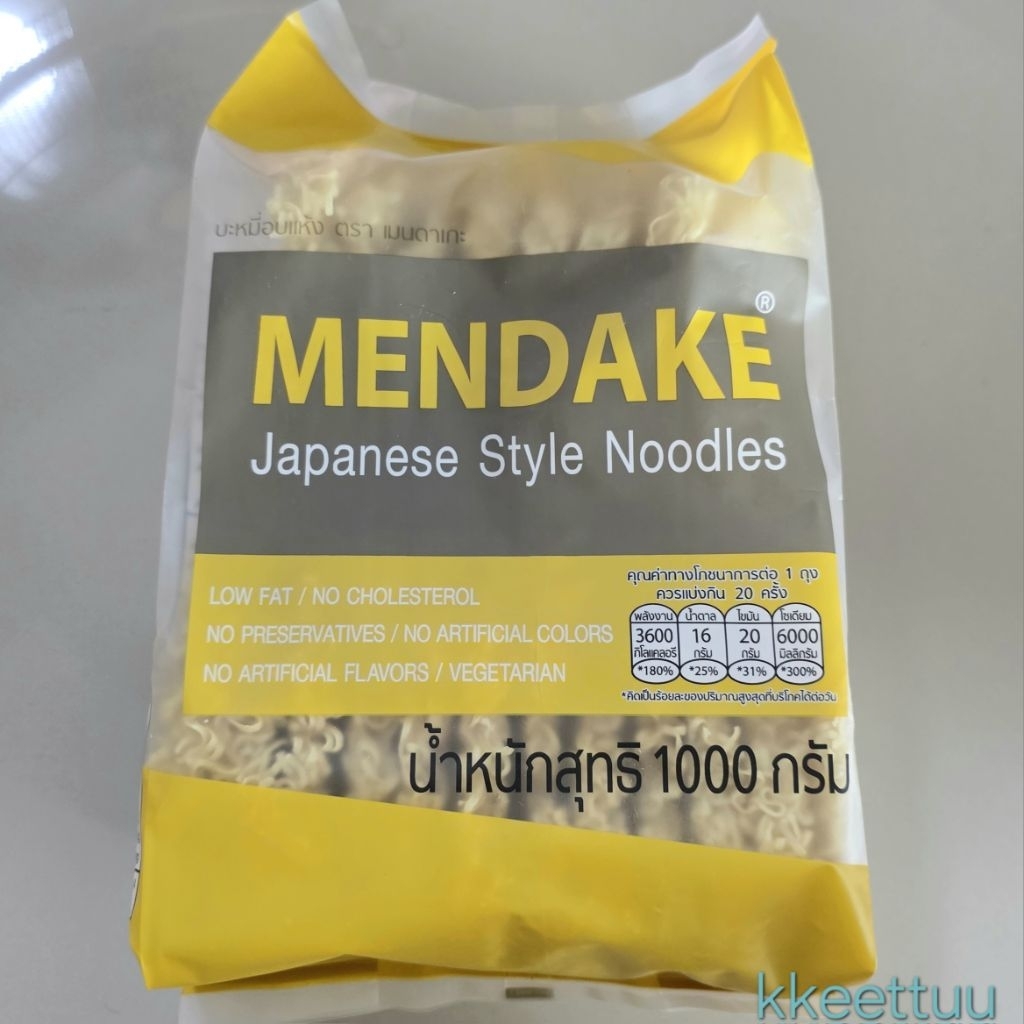 บะหมี่อบแห้ง ตรา เมนดาเกะ
MENDAKE®
Japanese Style Noodles
LOW FAT / NO CHOLESTEROL
NO PRESERVATIVES / NO ARTIFICIAL COLORS
NO ARTIFICIAL FLAVORS / VEGETARIAN
คุณค่าทางโภชนาการต่อ 1 ถุง
ควรแบ่งกิน 20 ครั้ง
พลังงาน น้ำตาล ไขมัน โซเดียม
3600 16 20 6000
กิโลแคลอรี กรัม กรัม มิลลิกรัม
*180% *25% *31% *300%
*คิดเป็นร้อยละของปริมาณสูงสุดที่บริโภคได้ต่อวัน
น้ำหนักสุทธิ 1000 กรัม
kkeettuu